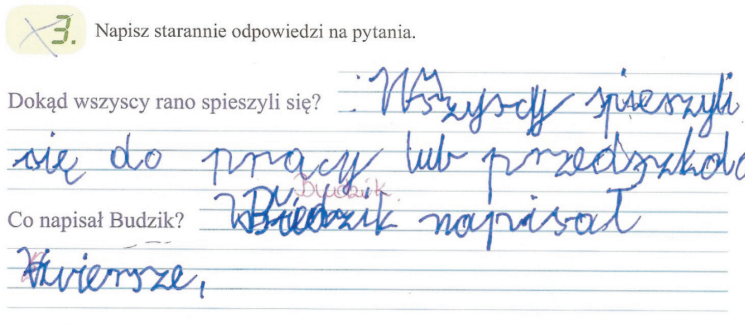 3. Napisz starannie odpowiedzi na pytania.
Dokąd wszyscy rano spieszyli się? Wszyscy spieszyli
się do pracy lub przedszkola
Budzik.
Co napisał Budzik? Budzik napisał
wiersze,